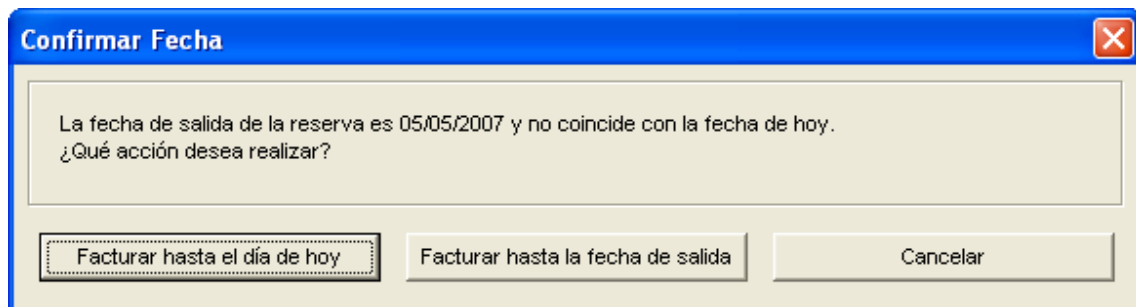 Confirmar Fecha
La fecha de salida de la reserva es 05/05/2007 y no coincide con la fecha de hoy.
¿Qué acción desea realizar?
Facturar hasta el día de hoy
Facturar hasta la fecha de salida
Cancelar